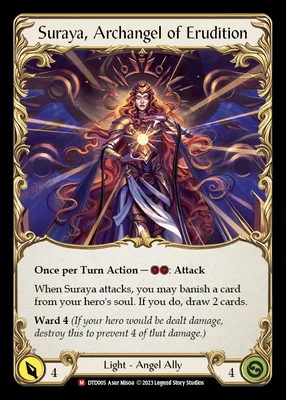 Suraya, Archangel of Erudition
Once per Turn Action — : Attack
When Suraya attacks, you may banish a card
from your hero's soul. If you do, draw 2 cards.
Ward 4 (If your hero would be dealt damage,
destroy this to prevent 4 of that damage.)
4
Light - Angel Ally
4
M DTD005 Asur Misoa © 2023 Legend Story Studios